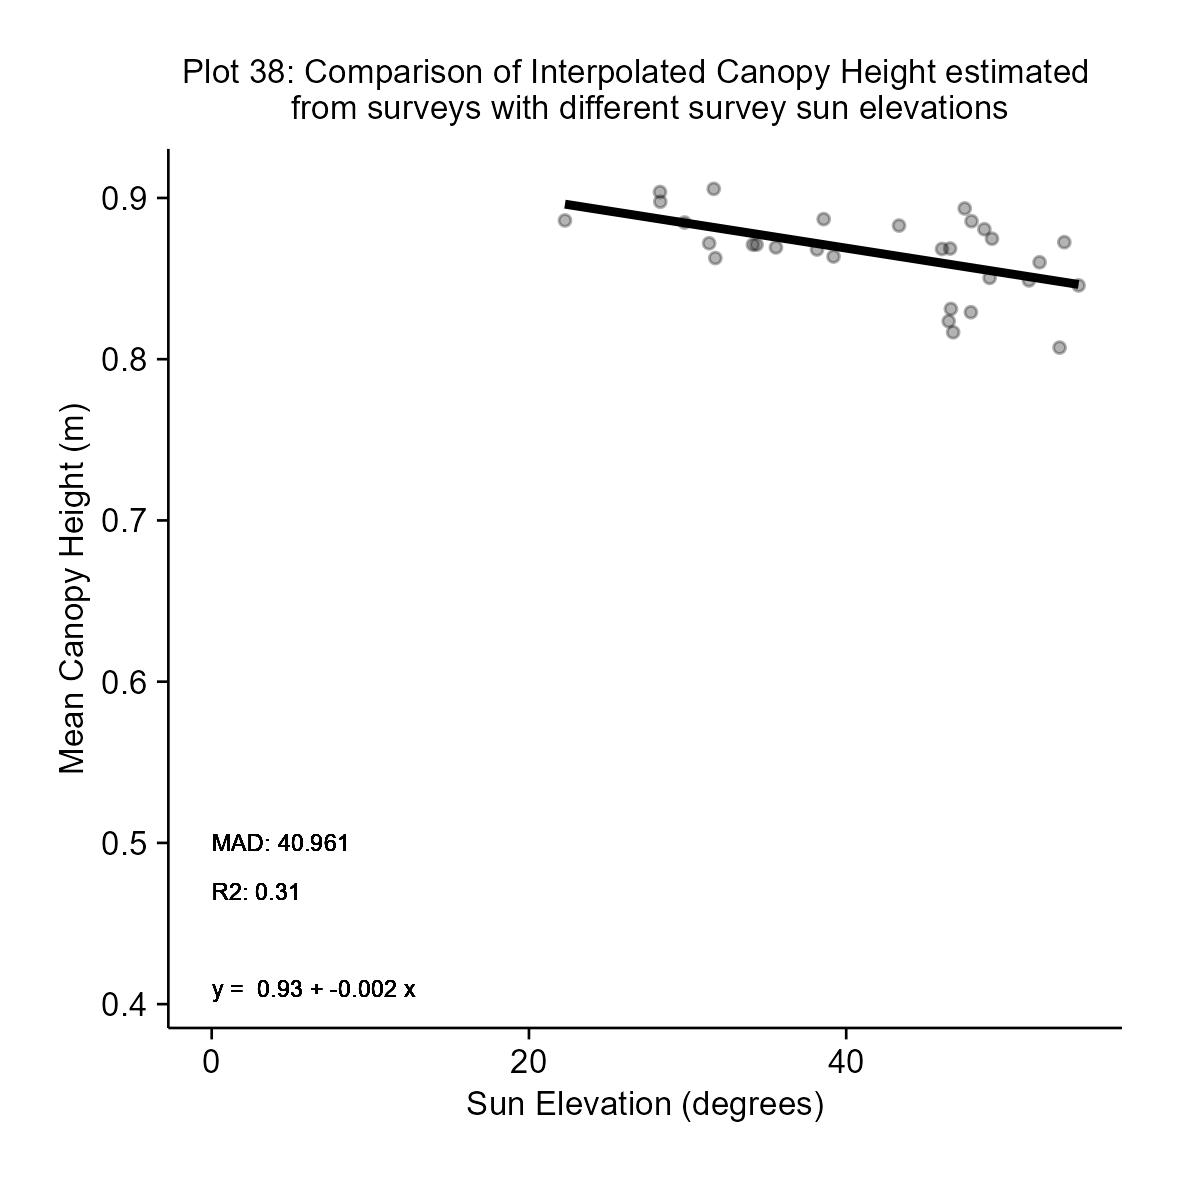 Plot 38: Comparison of Interpolated Canopy Height estimated
from surveys with different survey sun elevations
Mean Canopy Height (m)
0.9
0.8
0.7
0.6
0.5
0.4
MAD: 40.961
R2: 0.31
y =  0.93 + -0.002 x
0
20
40
Sun Elevation (degrees)